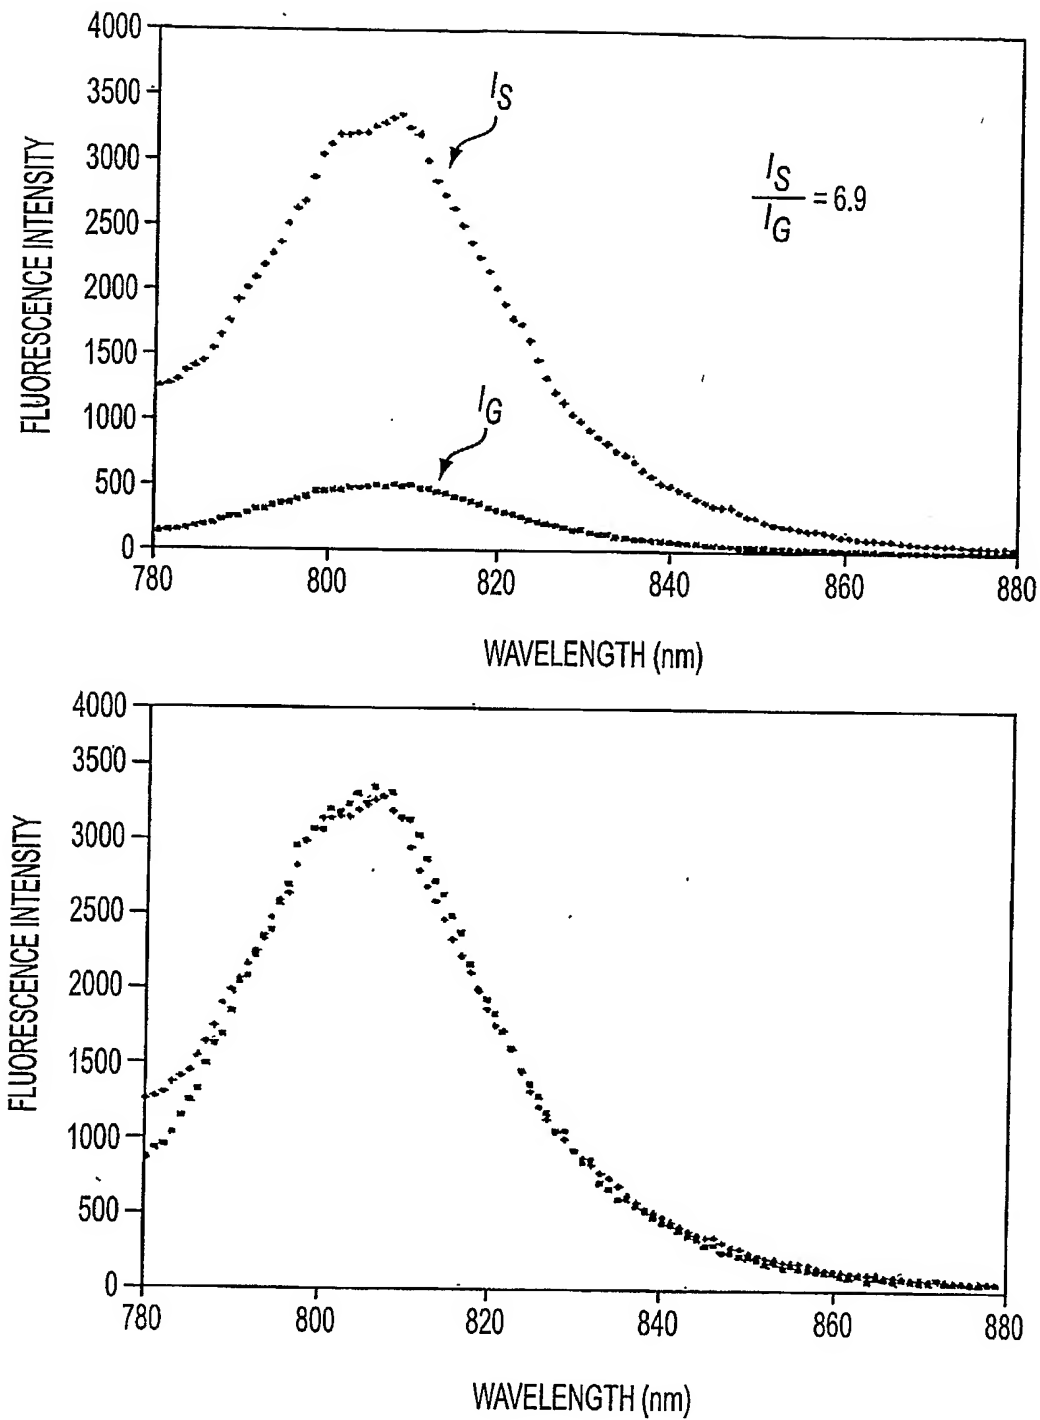 4000
3500
3000
2500
2000
1500
1000
500
0
FLUORESCENCE INTENSITY
I_S
I_G
I_S
I_G
= 6.9
780 800 820 840 860 880
WAVELENGTH (nm)
4000
3500
3000
2500
2000
1500
1000
500
0
FLUORESCENCE INTENSITY
780 800 820 840 860 880
WAVELENGTH (nm)